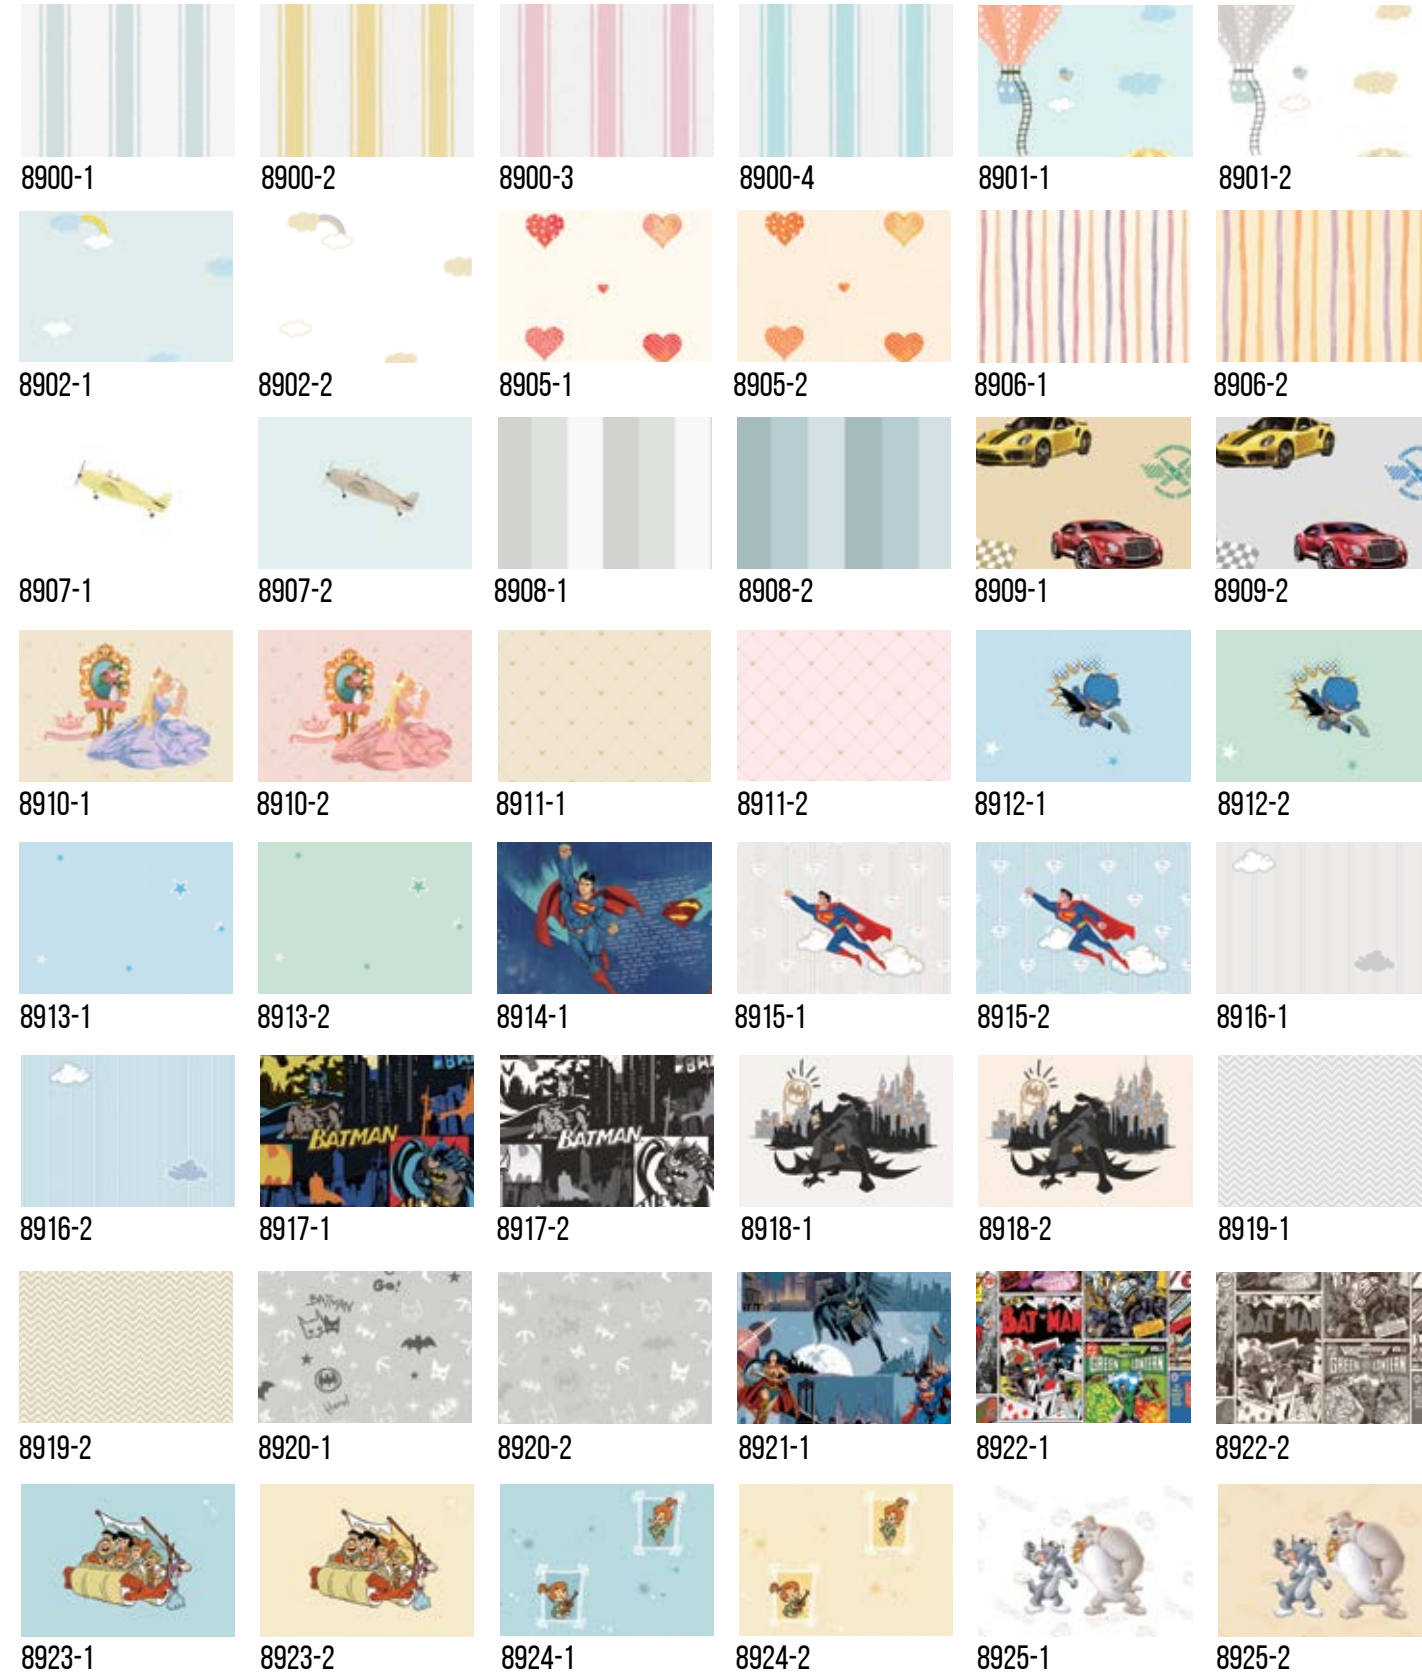 8900-1 8900-2 8900-3 8900-4 8901-1 8901-2
8902-1 8902-2 8905-1 8905-2 8906-1 8906-2
8907-1 8907-2 8908-1 8908-2 8909-1 8909-2
8910-1 8910-2 8911-1 8911-2 8912-1 8912-2
8913-1 8913-2 8914-1 8915-1 8915-2 8916-1
BATMAN BATMAN
8916-2 8917-1 8917-2 8918-1 8918-2 8919-1
Go!
BATMAN
BAT MAN BAT MAN
GREEN LANTERN GREEN LANTERN
8919-2 8920-1 8920-2 8921-1 8922-1 8922-2
8923-1 8923-2 8924-1 8924-2 8925-1 8925-2